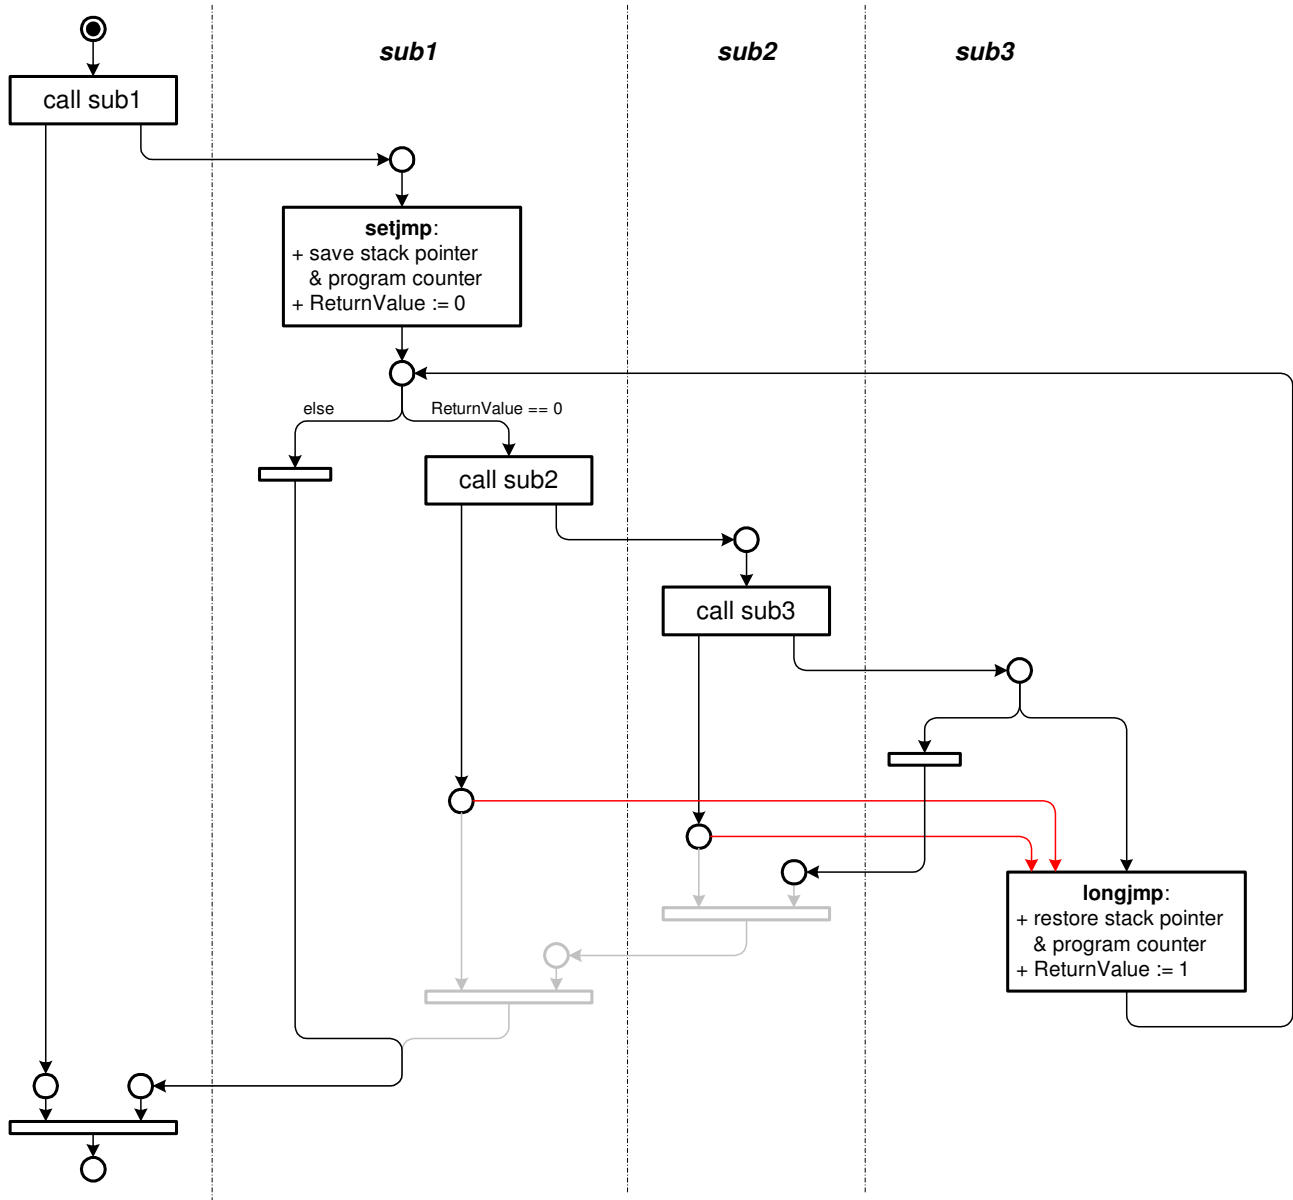 sub1
sub2
sub3
call sub1
setjmp:
+ save stack pointer
& program counter
+ ReturnValue := 0
else
ReturnValue == 0
call sub2
call sub3
longjmp:
+ restore stack pointer
& program counter
+ ReturnValue := 1